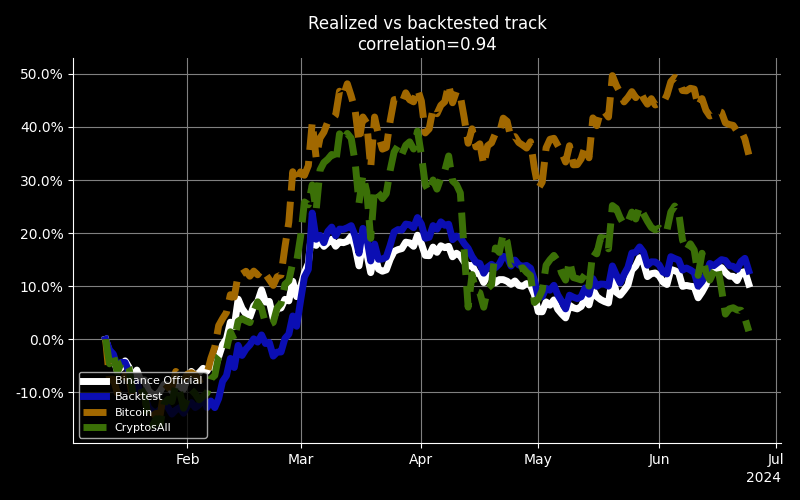 Realized vs backtested track
correlation=0.94
50.0%
40.0%
30.0%
20.0%
10.0%
0.0%
-10.0%
Binance Official
Backtest
Bitcoin
CryptosAll
Feb Mar Apr May Jun Jul
2024